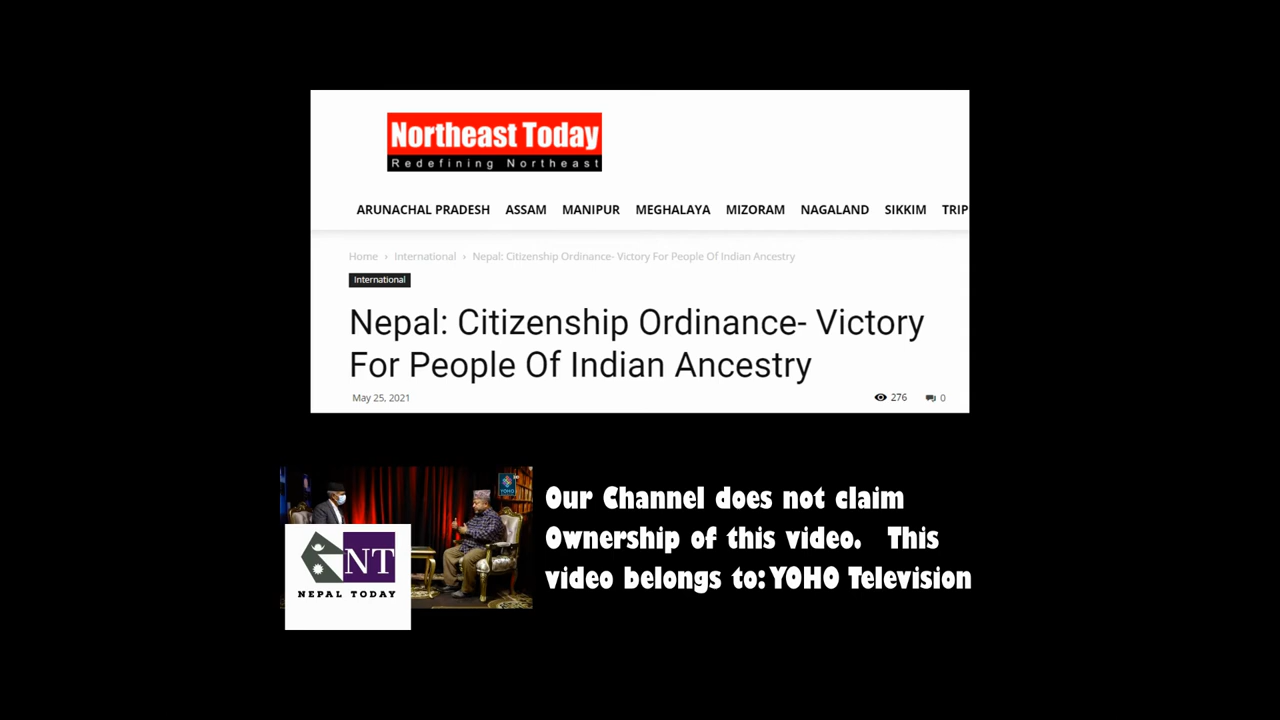 Northeast Today
Redefining Northeast
ARUNACHAL PRADESH ASSAM MANIPUR MEGHALAYA MIZORAM NAGALAND SIKKIM TRIP
Home › International › Nepal: Citizenship Ordinance- Victory For People Of Indian Ancestry
International
Nepal: Citizenship Ordinance- Victory
For People Of Indian Ancestry
May 25, 2021 276 0
YOHO
Our Channel does not claim
Ownership of this video. This
video belongs to: YOHO Television
NT
NEPAL TODAY